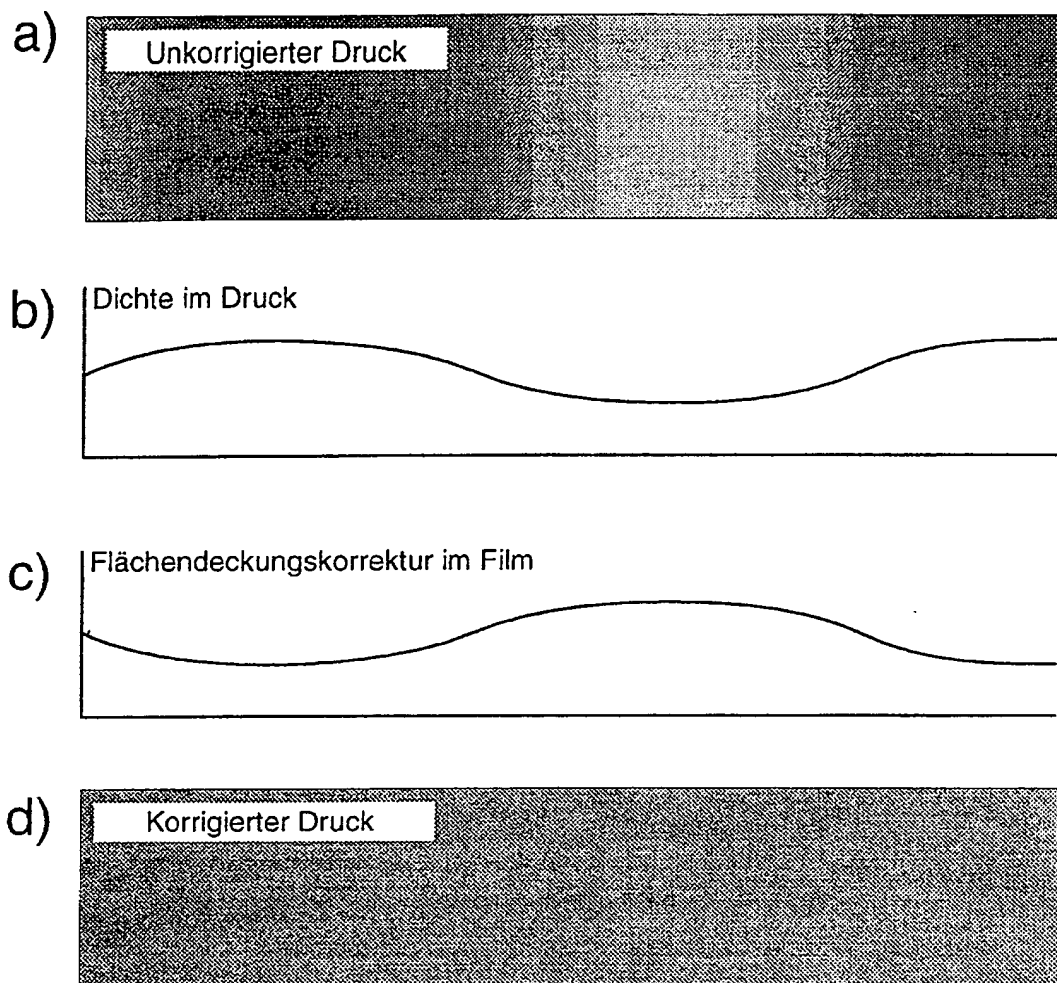 a)
Unkorrigierter Druck
b)
Dichte im Druck
c)
Flächendeckungskorrektur im Film
d)
Korrigierter Druck